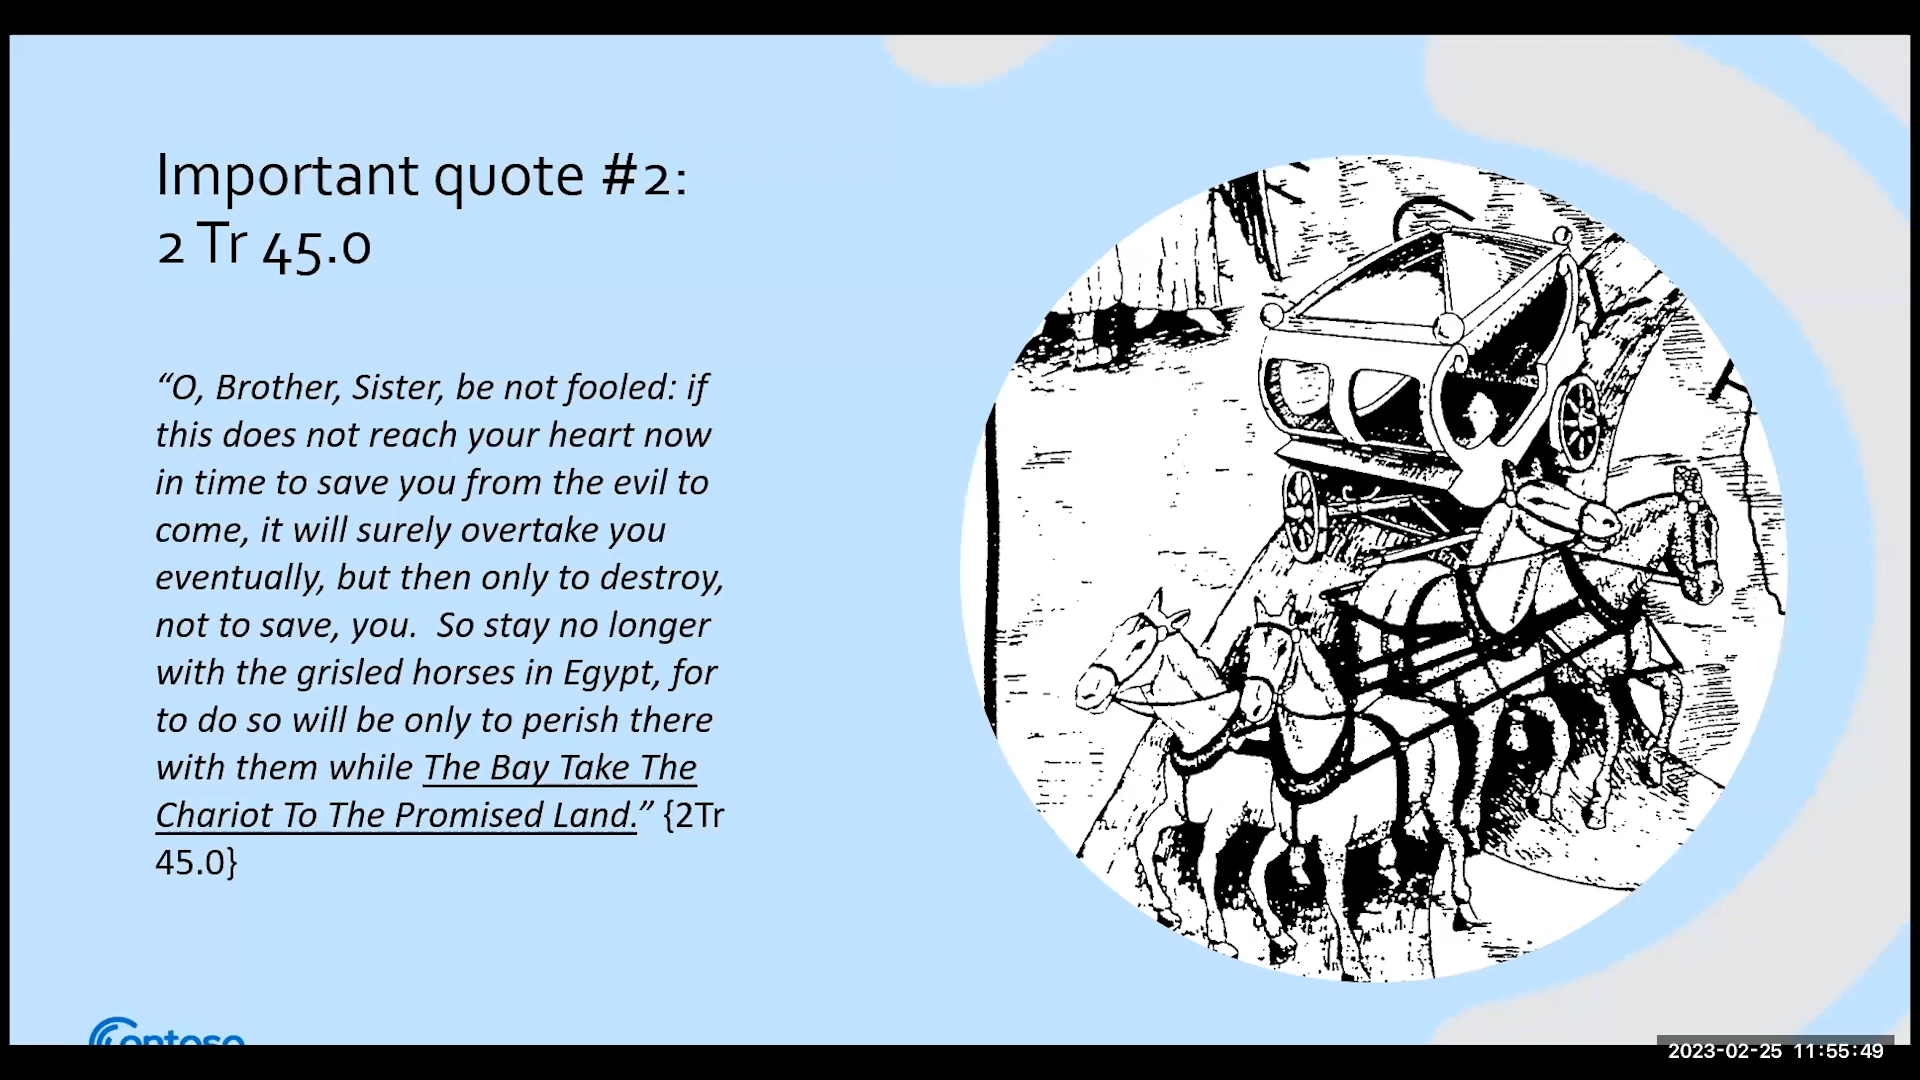 Important quote #2:
2 Tr 45.0
“O, Brother, Sister, be not fooled: if
this does not reach your heart now
in time to save you from the evil to
come, it will surely overtake you
eventually, but then only to destroy,
not to save, you.  So stay no longer
with the grisled horses in Egypt, for
to do so will be only to perish there
with them while The Bay Take The
Chariot To The Promised Land.” {2Tr
45.0}
Contoso
2023-02-25 11:55:49